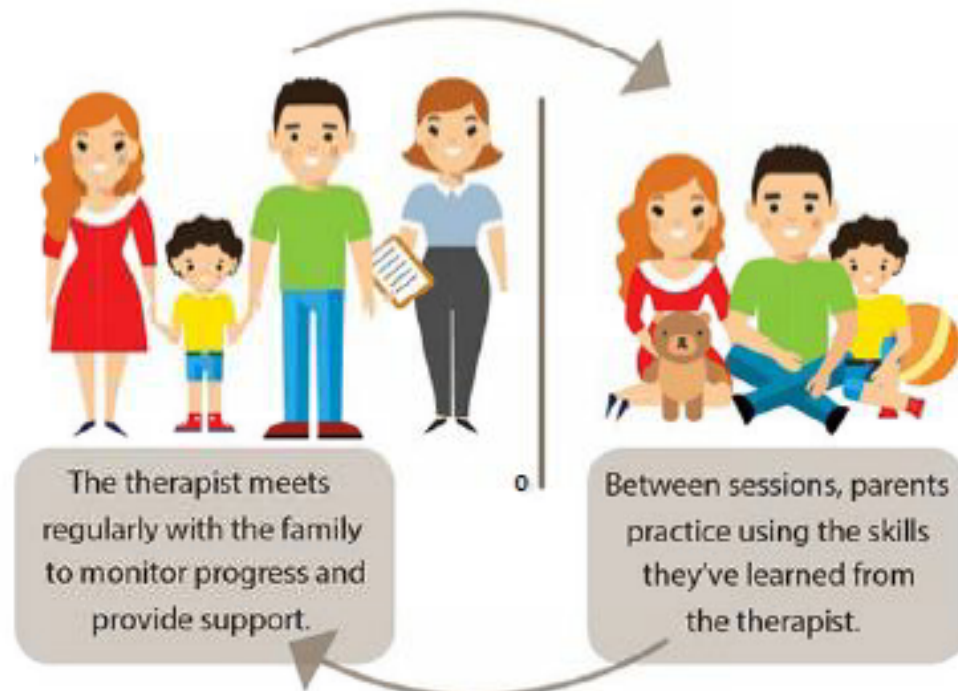 The therapist meets
regularly with the family
to monitor progress and
provide support.
o
Between sessions, parents
practice using the skills
they've learned from
the therapist.